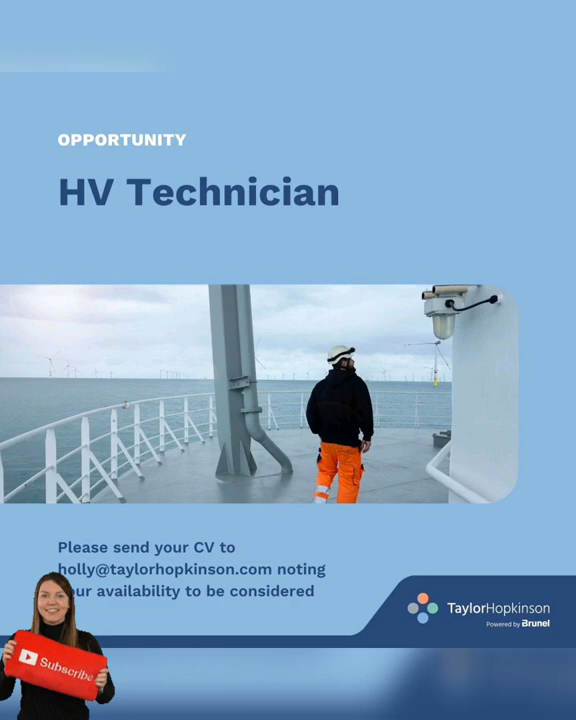 OPPORTUNITY
HV Technician
Please send your CV to
holly@taylorhopkinson.com noting
our availability to be considered
TaylorHopkinson
Powered by Brunel
Subscribe